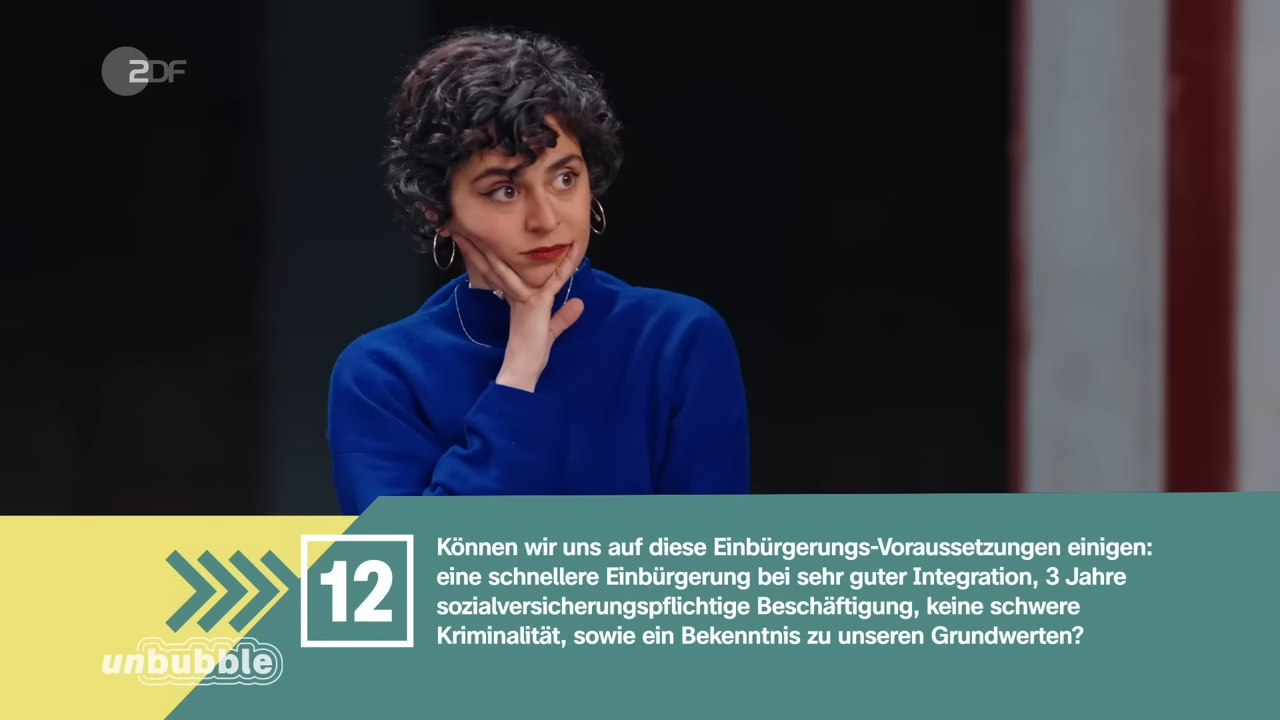 ZDF
12
Können wir uns auf diese Einbürgerungs-Voraussetzungen einigen:
eine schnellere Einbürgerung bei sehr guter Integration, 3 Jahre
sozialversicherungspflichtige Beschäftigung, keine schwere
Kriminalität, sowie ein Bekenntnis zu unseren Grundwerten?
unbubble